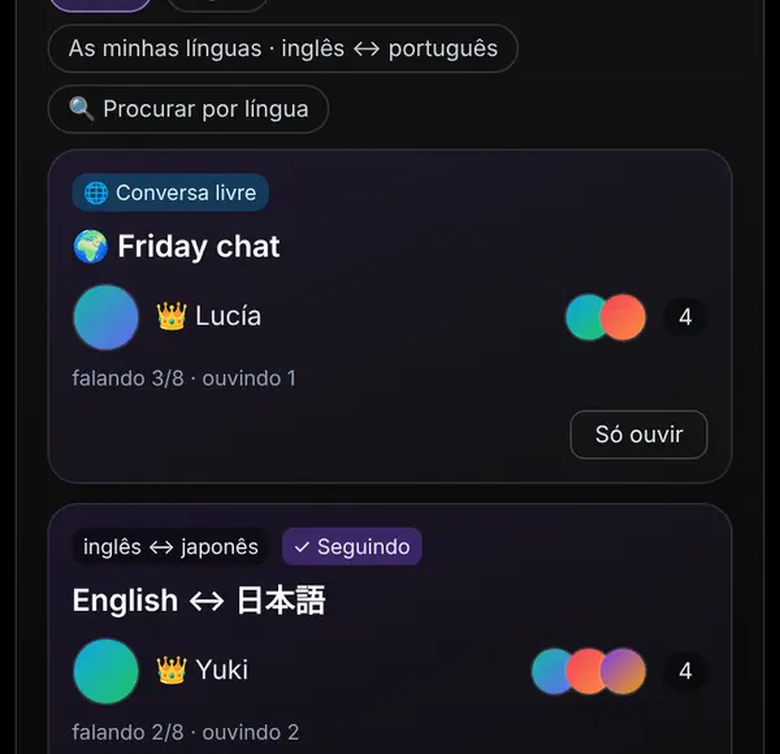 As minhas línguas · inglês ↔ português
Procurar por língua
Conversa livre
Friday chat
Lucía
4
falando 3/8 · ouvindo 1
Só ouvir
inglês ↔ japonês ✓ Seguindo
English ↔ 日本語
Yuki
4
falando 2/8 · ouvindo 2